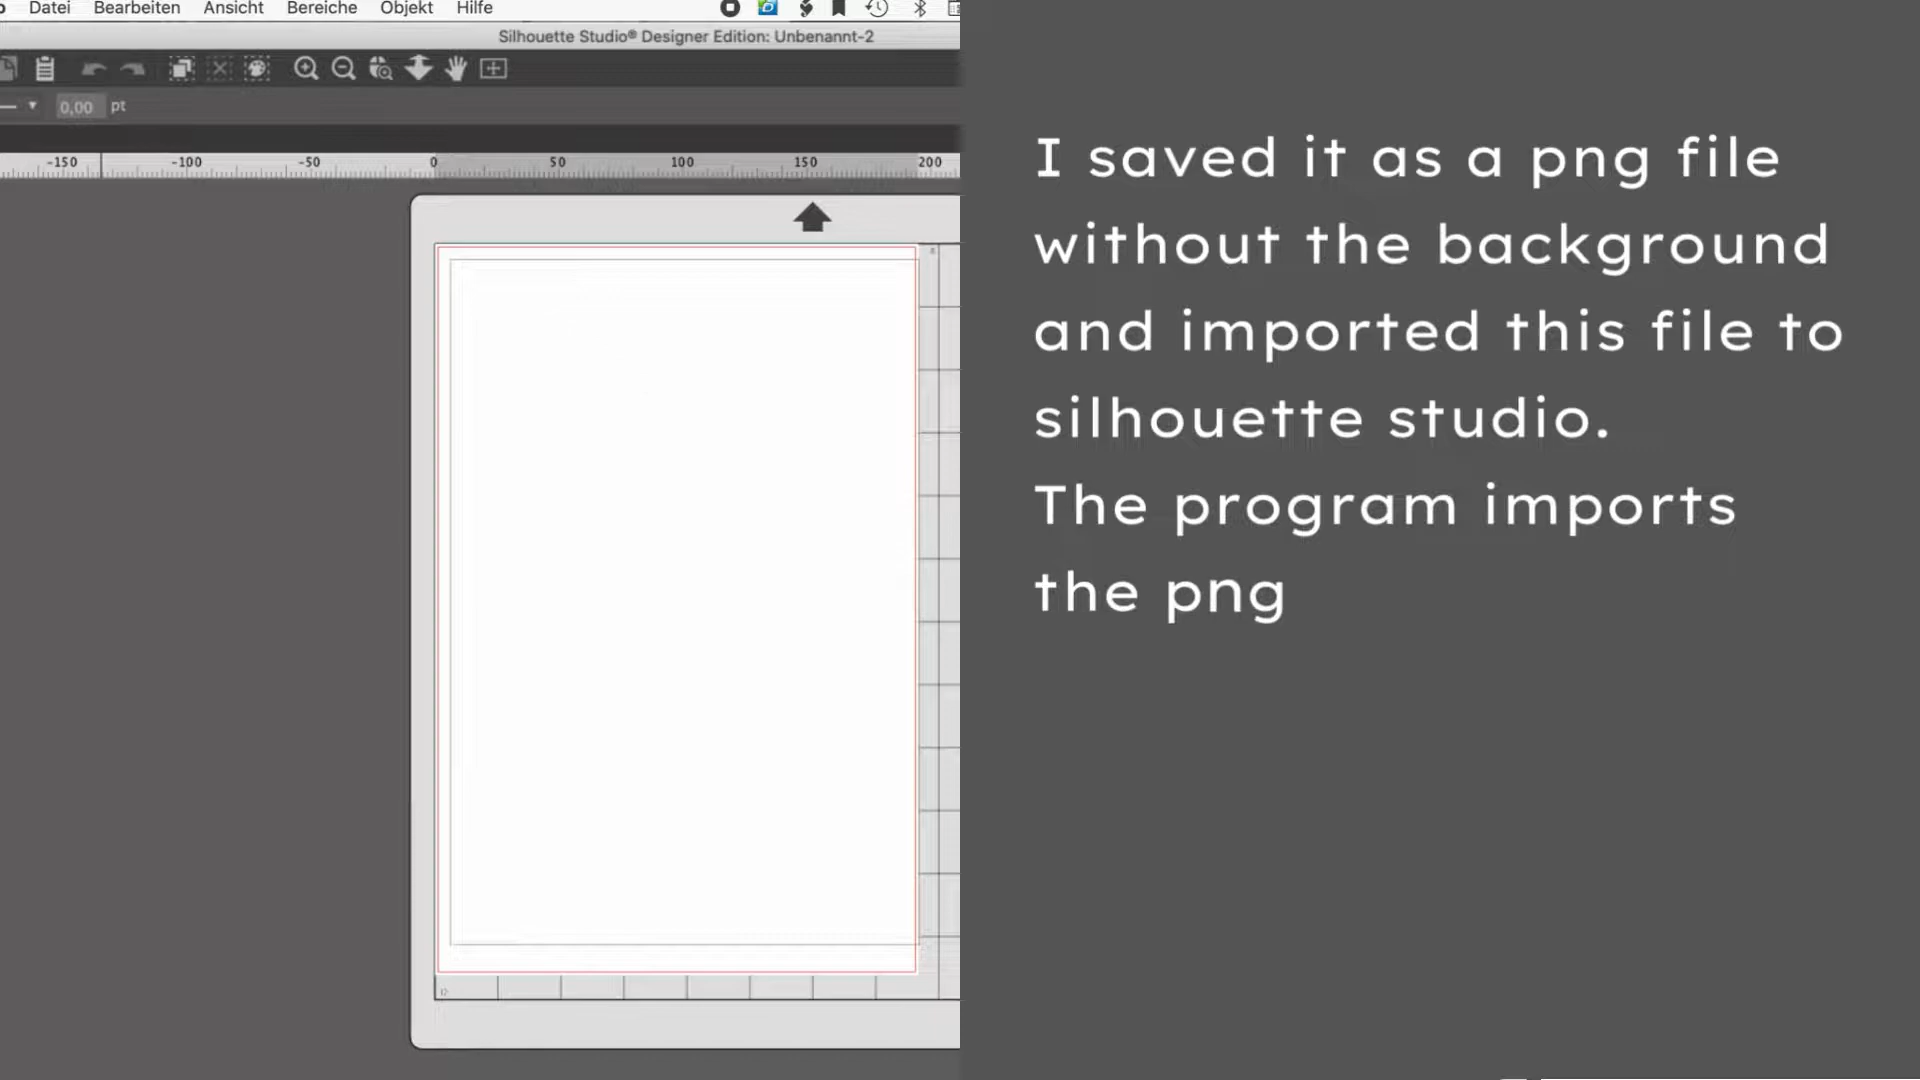 Datei Bearbeiten Ansicht Bereiche Objekt Hilfe
Silhouette Studio® Designer Edition: Unbenannt-2
0,00 pt
-150 -100 -50 0 50 100 150 200
I saved it as a png file
without the background
and imported this file to
silhouette studio.
The program imports
the png